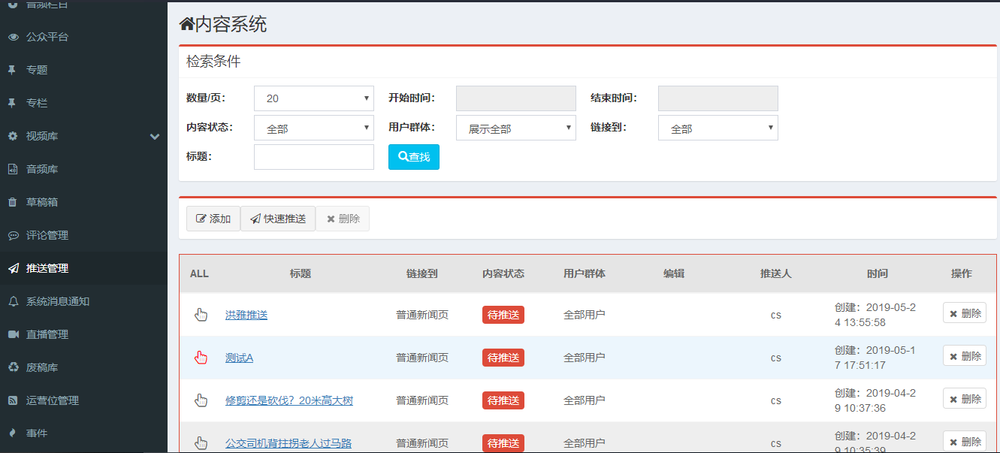 音频栏目
公众平台
专题
专栏
视频库
音频库
草稿箱
评论管理
推送管理
系统消息通知
直播管理
废稿库
运营位管理
事件
内容系统
检索条件
数量/页: 20 开始时间: 结束时间:
内容状态: 全部 用户群体: 展示全部 链接到: 全部
标题: 查找
添加 快速推送 删除
ALL 标题 链接到 内容状态 用户群体 编辑 推送人 时间 操作
洪雅推送 普通新闻页 待推送 全部用户 cs 创建：2019-05-2
4 13:55:58 删除
测试A 普通新闻页 待推送 全部用户 cs 创建：2019-05-1
7 17:51:17 删除
修剪还是砍伐？20米高大树 普通新闻页 待推送 全部用户 cs 创建：2019-04-2
9 10:37:36 删除
公交司机背拄拐老人过马路 普通新闻页 待推送 全部用户 cs 创建：2019-04-2
9 10:35:39 删除